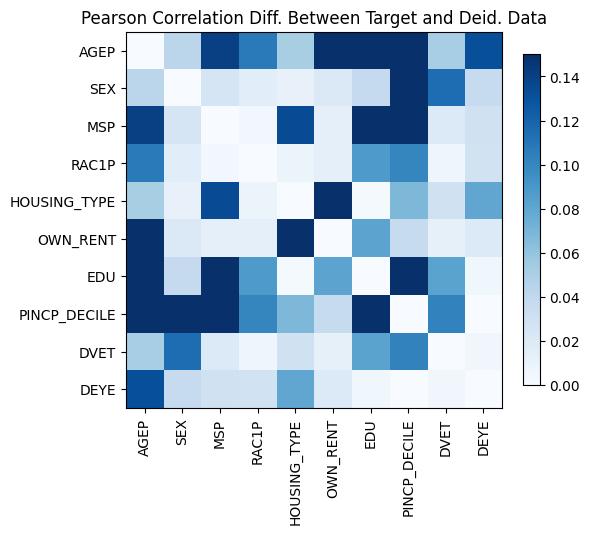 Pearson Correlation Diff. Between Target and Deid. Data
AGEP
SEX
MSP
RAC1P
HOUSING_TYPE
OWN_RENT
EDU
PINCP_DECILE
DVET
DEYE
AGEP
SEX
MSP
RAC1P
HOUSING_TYPE
OWN_RENT
EDU
PINCP_DECILE
DVET
DEYE
0.14
0.12
0.10
0.08
0.06
0.04
0.02
0.00